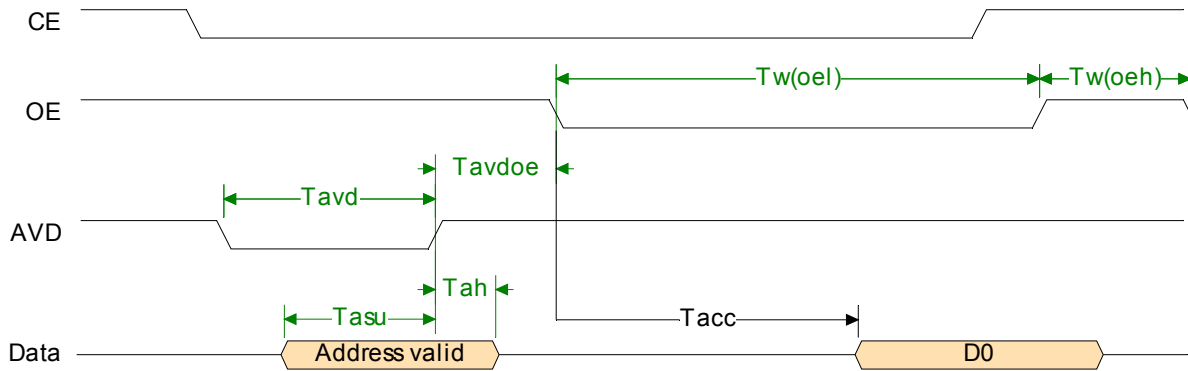 CE
Tw(oel)
Tw(oeh)
OE
Tavdoe
Tavd
AVD
Tah
Tasu
Tacc
Data
Address valid
D0